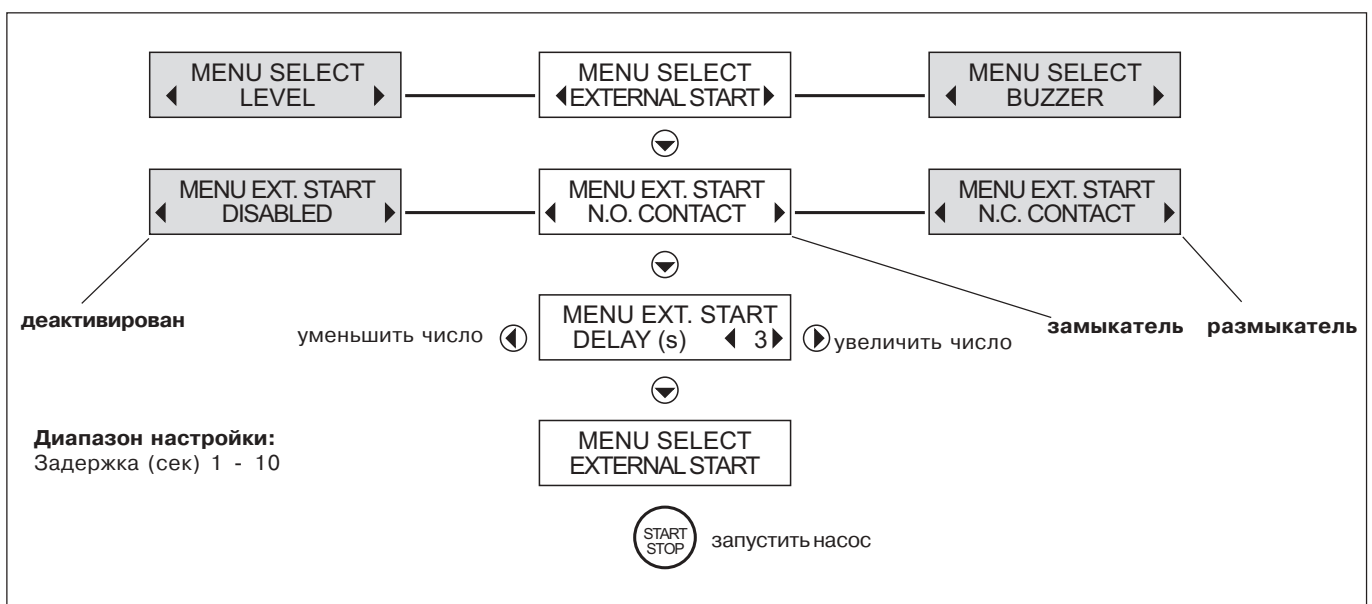 MENU SELECT
LEVEL
MENU SELECT
EXTERNAL START
MENU SELECT
BUZZER
MENU EXT. START
DISABLED
MENU EXT. START
N.O. CONTACT
MENU EXT. START
N.C. CONTACT
деактивирован
уменьшить число
MENU EXT. START
DELAY (s) 3
увеличить число
замыкатель
размыкатель
Диапазон настройки:
Задержка (сек) 1 - 10
MENU SELECT
EXTERNAL START
START
STOP
запустить насос